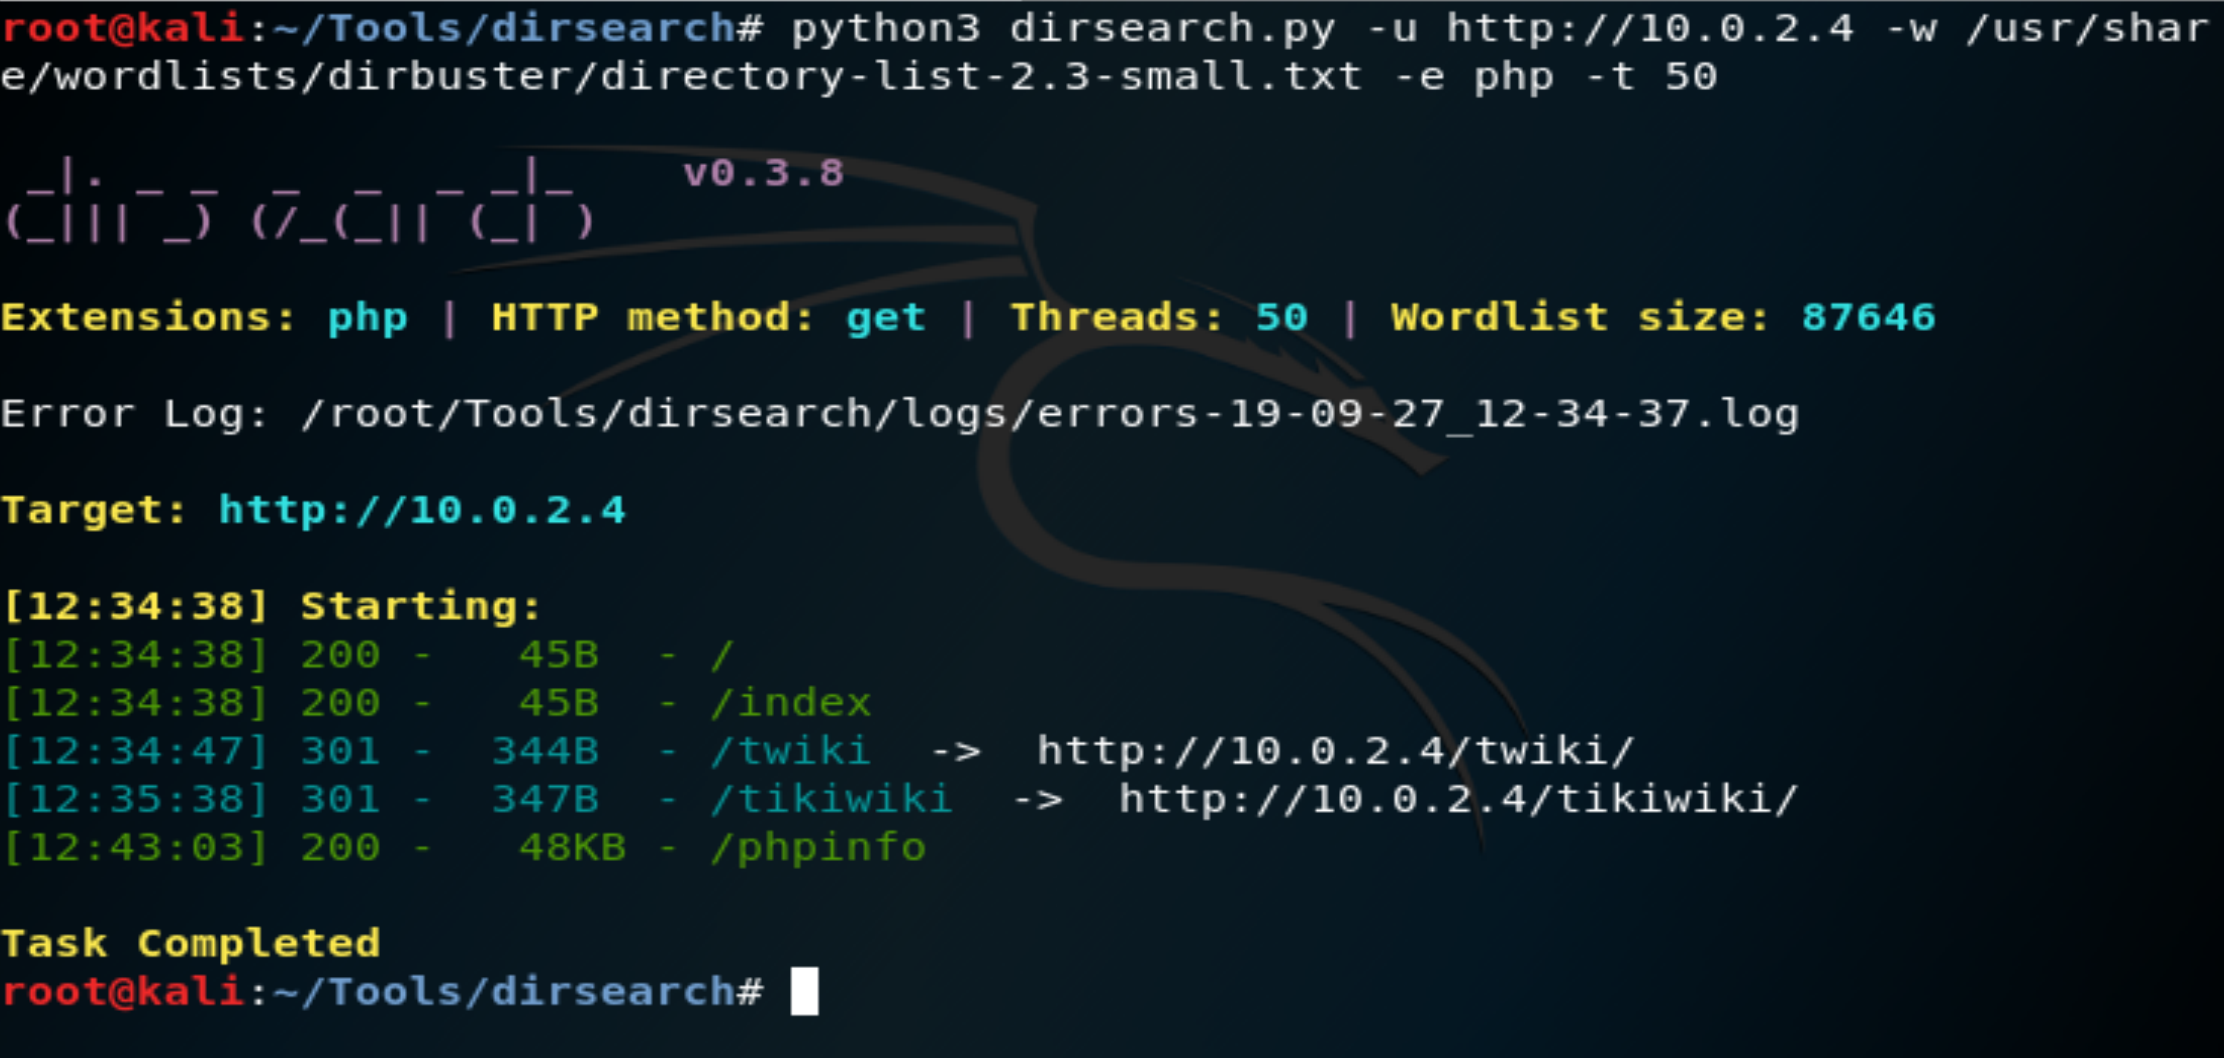 root@kali:~/Tools/dirsearch# python3 dirsearch.py -u http://10.0.2.4 -w /usr/shar
e/wordlists/dirbuster/directory-list-2.3-small.txt -e php -t 50
 _|. _ _  _  _  _ _|_    v0.3.8
(_||| _) (/_(_|| (_| )
Extensions: php | HTTP method: get | Threads: 50 | Wordlist size: 87646
Error Log: /root/Tools/dirsearch/logs/errors-19-09-27_12-34-37.log
Target: http://10.0.2.4
[12:34:38] Starting:
[12:34:38] 200 -   45B  - /
[12:34:38] 200 -   45B  - /index
[12:34:47] 301 -  344B  - /twiki  ->  http://10.0.2.4/twiki/
[12:35:38] 301 -  347B  - /tikiwiki  ->  http://10.0.2.4/tikiwiki/
[12:43:03] 200 -   48KB - /phpinfo
Task Completed
root@kali:~/Tools/dirsearch#